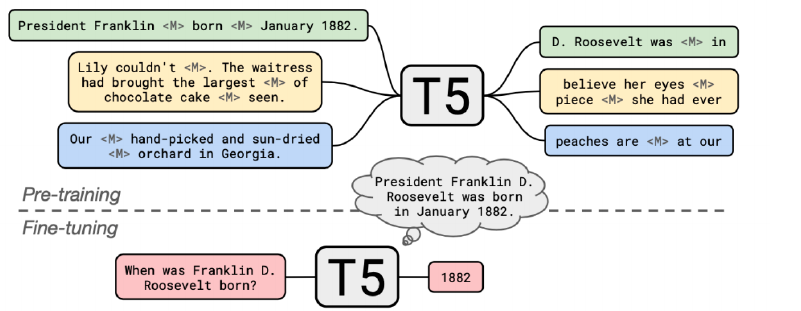 President Franklin <M> born <M> January 1882.
D. Roosevelt was <M> in
Lily couldn't <M>. The waitress
had brought the largest <M> of
chocolate cake <M> seen.
T5
believe her eyes <M>
piece <M> she had ever
Our <M> hand-picked and sun-dried
<M> orchard in Georgia.
peaches are <M> at our
Pre-training
President Franklin D.
Roosevelt was born
in January 1882.
Fine-tuning
When was Franklin D.
Roosevelt born?
T5
1882